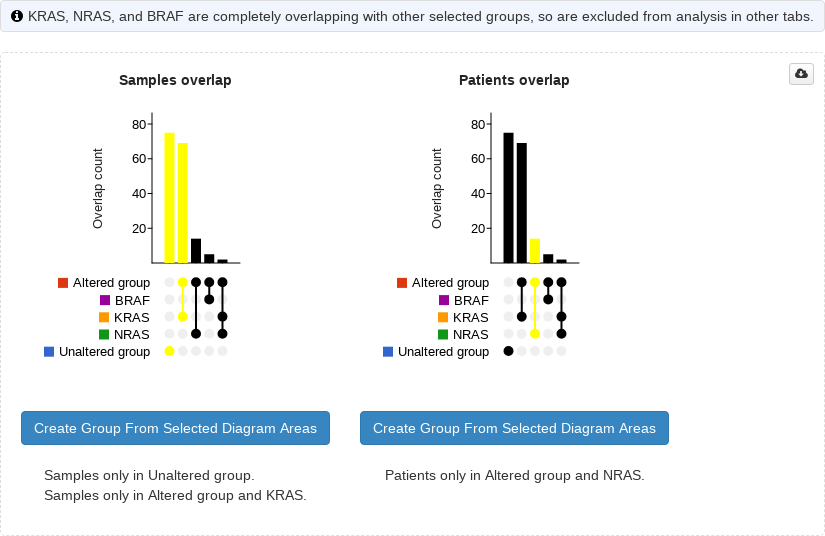 KRAS, NRAS, and BRAF are completely overlapping with other selected groups, so are excluded from analysis in other tabs.
Samples overlap
80
60
40
20
Overlap count
Altered group
BRAF
KRAS
NRAS
Unaltered group
Create Group From Selected Diagram Areas
Samples only in Unaltered group.
Samples only in Altered group and KRAS.
Patients overlap
80
60
40
20
Overlap count
Altered group
BRAF
KRAS
NRAS
Unaltered group
Create Group From Selected Diagram Areas
Patients only in Altered group and NRAS.